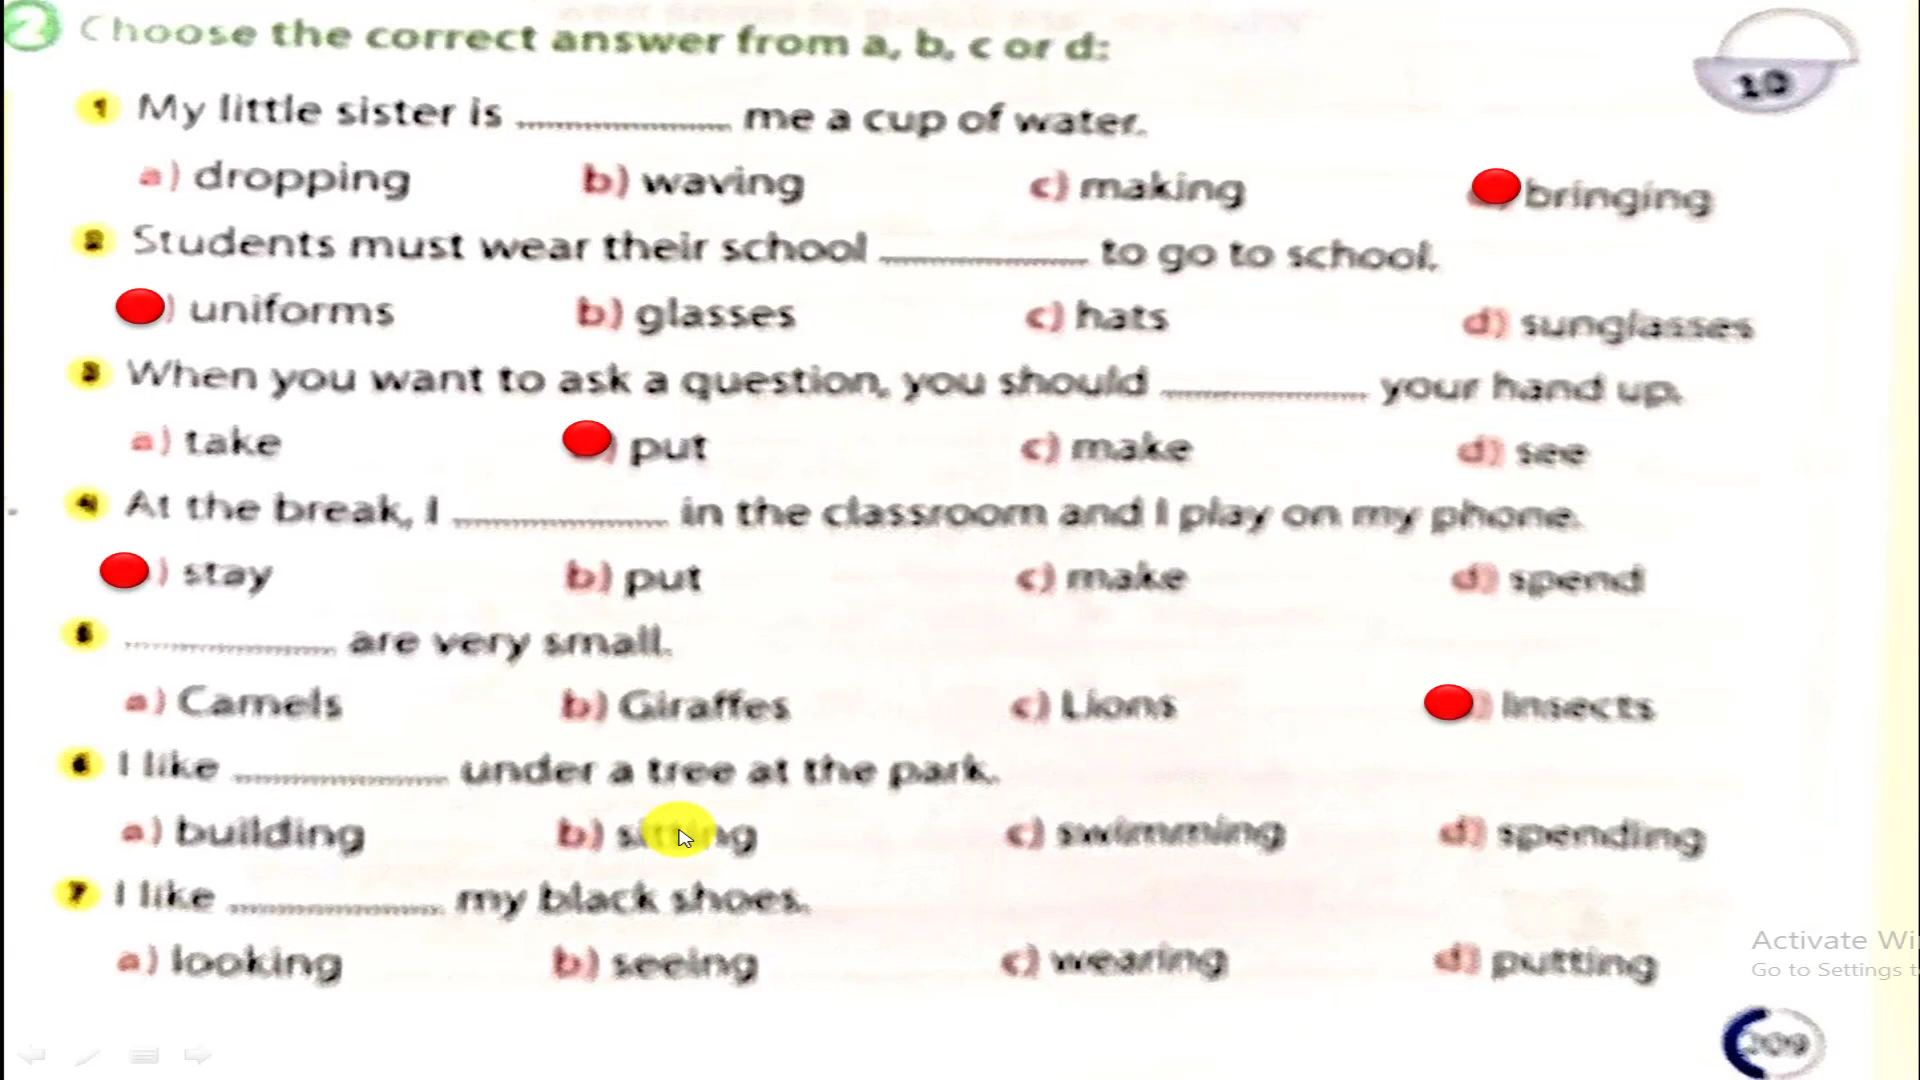 2 Choose the correct answer from a, b, c or d:
10
1 My little sister is .................... me a cup of water.
a) dropping b) waving c) making bringing
2 Students must wear their school .................... to go to school.
) uniforms b) glasses c) hats d) sunglasses
3 When you want to ask a question, you should .................... your hand up.
a) take ) put c) make d) see
4 At the break, I .................... in the classroom and I play on my phone.
) stay b) put c) make d) spend
5 .................... are very small.
a) Camels b) Giraffes c) Lions ) Insects
6 I like .................... under a tree at the park.
a) building b) sitting c) swimming d) spending
7 I like .................... my black shoes.
a) looking b) seeing c) wearing d) putting
Activate Wi
Go to Settings t
209